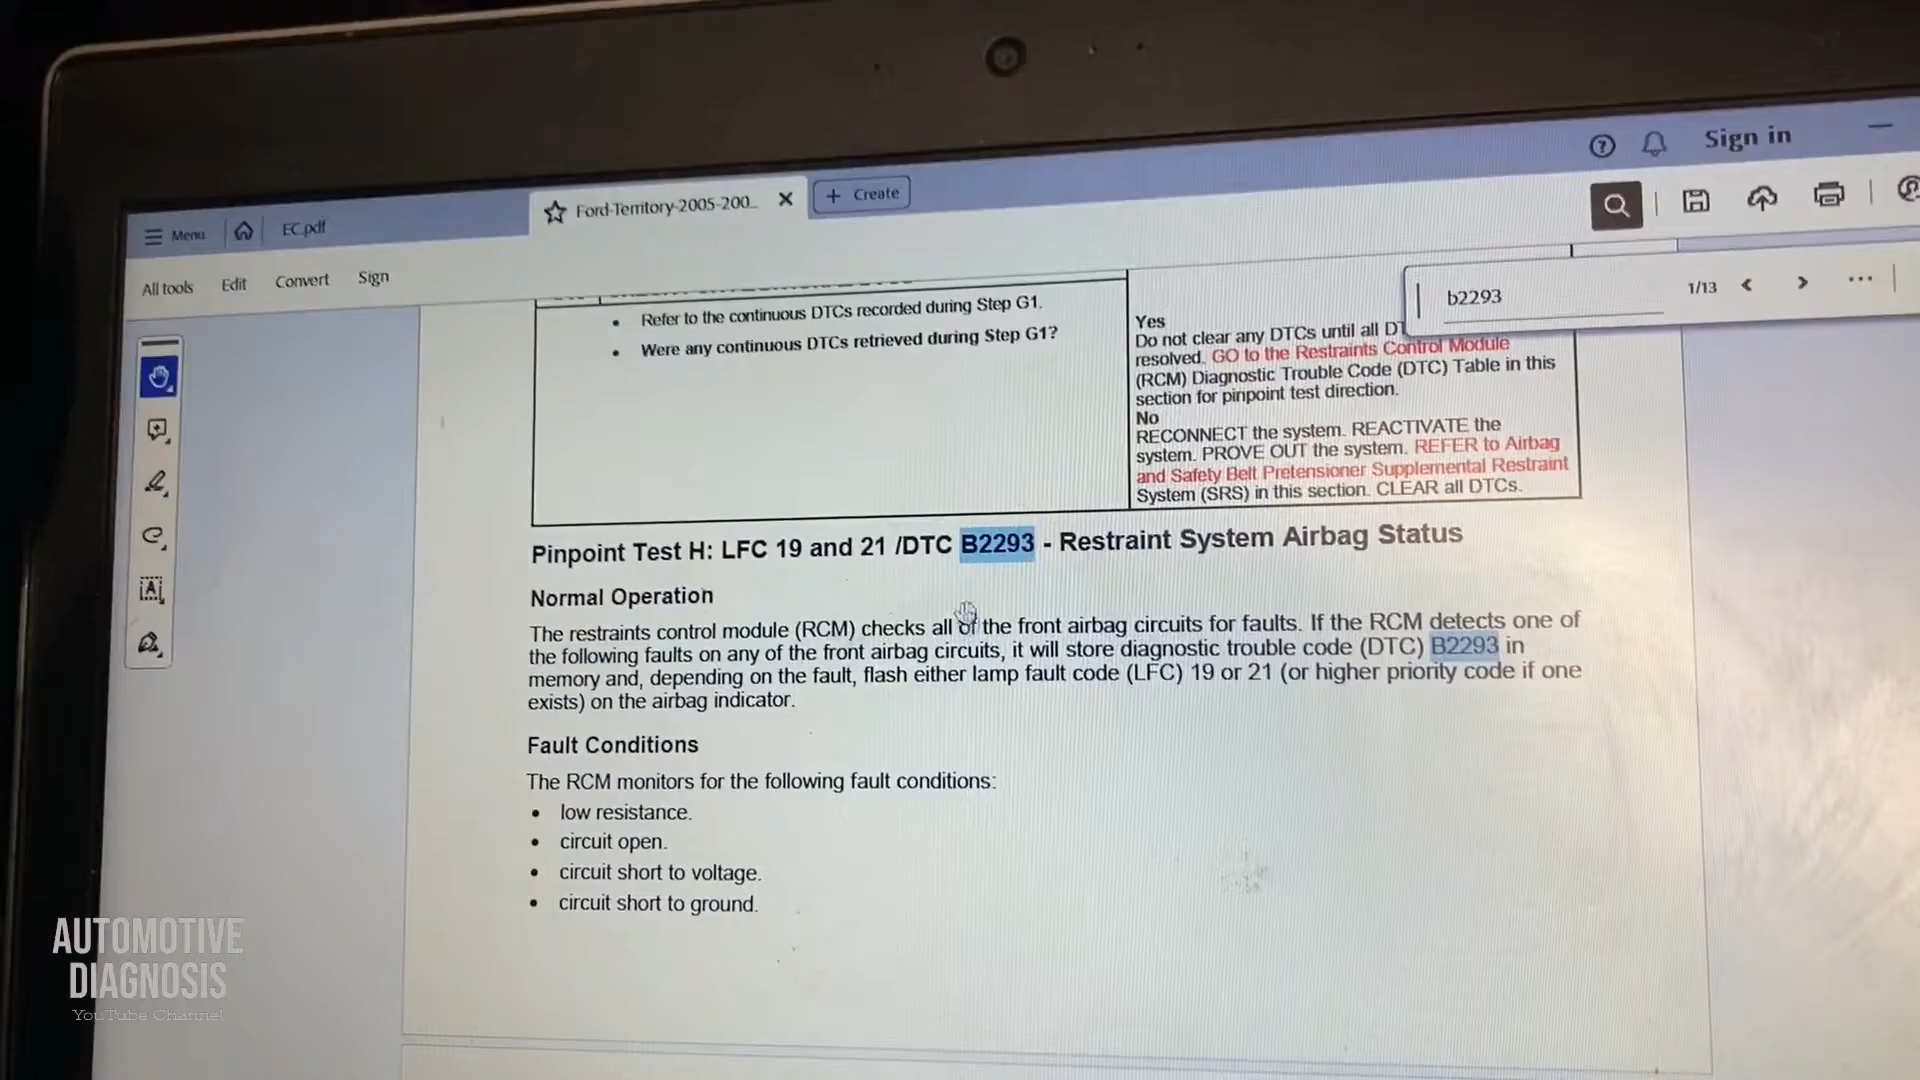 Sign in
Menu
EC.pdf
Ford-Territory-2005-200...
+ Create
All tools
Edit
Convert
Sign
b2293
1/13
• Refer to the continuous DTCs recorded during Step G1.
• Were any continuous DTCs retrieved during Step G1?
Yes
Do not clear any DTCs until all DT
resolved. GO to the Restraints Control Module
(RCM) Diagnostic Trouble Code (DTC) Table in this
section for pinpoint test direction.
No
RECONNECT the system. REACTIVATE the
system. PROVE OUT the system. REFER to Airbag
and Safety Belt Pretensioner Supplemental Restraint
System (SRS) in this section. CLEAR all DTCs.
Pinpoint Test H: LFC 19 and 21 /DTC B2293 - Restraint System Airbag Status
Normal Operation
The restraints control module (RCM) checks all of the front airbag circuits for faults. If the RCM detects one of
the following faults on any of the front airbag circuits, it will store diagnostic trouble code (DTC) B2293 in
memory and, depending on the fault, flash either lamp fault code (LFC) 19 or 21 (or higher priority code if one
exists) on the airbag indicator.
Fault Conditions
The RCM monitors for the following fault conditions:
• low resistance.
• circuit open.
• circuit short to voltage.
• circuit short to ground.
AUTOMOTIVE
DIAGNOSIS
YouTube Channel